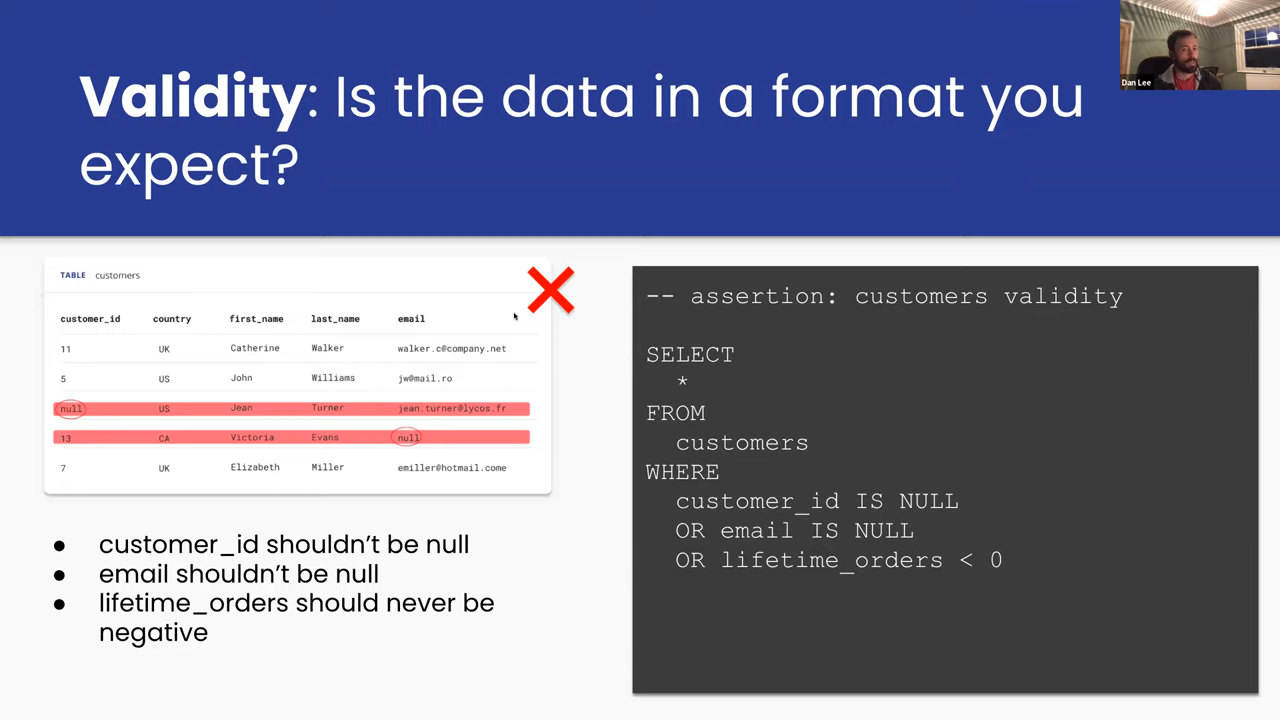 Validity: Is the data in a format you
expect?
Dan Lee
TABLE customers
customer_id country first_name last_name email
11 UK Catherine Walker walker.c@company.net
5 US John Williams jw@mail.ro
null US Jean Turner jean.turner@lycos.fr
13 CA Victoria Evans null
7 UK Elizabeth Miller emiller@hotmail.come
● customer_id shouldn’t be null
● email shouldn’t be null
● lifetime_orders should never be
negative
-- assertion: customers validity
SELECT
*
FROM
customers
WHERE
customer_id IS NULL
OR email IS NULL
OR lifetime_orders < 0